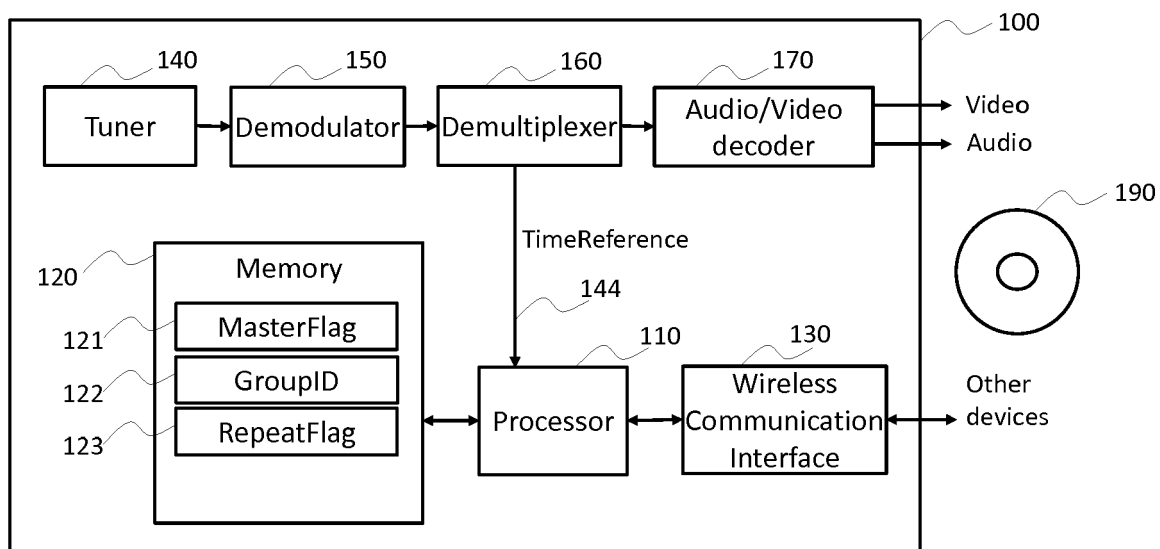 100
140
150
160
170
Tuner
Demodulator
Demultiplexer
Audio/Video
decoder
Video
Audio
190
TimeReference
120
Memory
144
121
MasterFlag
110
130
122
GroupID
Processor
Wireless
Communication
Interface
Other
devices
123
RepeatFlag